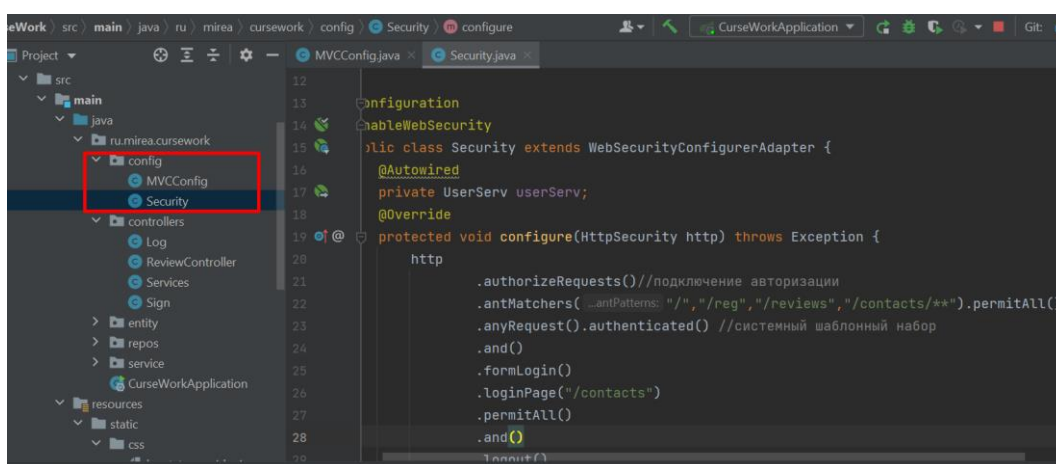 eWork src main java ru mirea cursework config Security configure CurseWorkApplication Git:
Project MVCConfig.java Security.java
src
main
java
ru.mirea.cursework
config
MVCConfig
Security
controllers
Log
ReviewController
Services
Sign
entity
repos
service
CurseWorkApplication
resources
static
css
12
13 onfiguration
14 nableWebSecurity
15 blic class Security extends WebSecurityConfigurerAdapter {
16 @Autowired
17 private UserServ userServ;
18 @Override
19 @ protected void configure(HttpSecurity http) throws Exception {
20 http
21 .authorizeRequests()//подключение авторизации
22 .antMatchers( ...antPatterns: "/","/reg","/reviews","/contacts/**").permitAll(
23 .anyRequest().authenticated() //системный шаблонный набор
24 .and()
25 .formLogin()
26 .loginPage("/contacts")
27 .permitAll()
28 .and()
29 .logout()